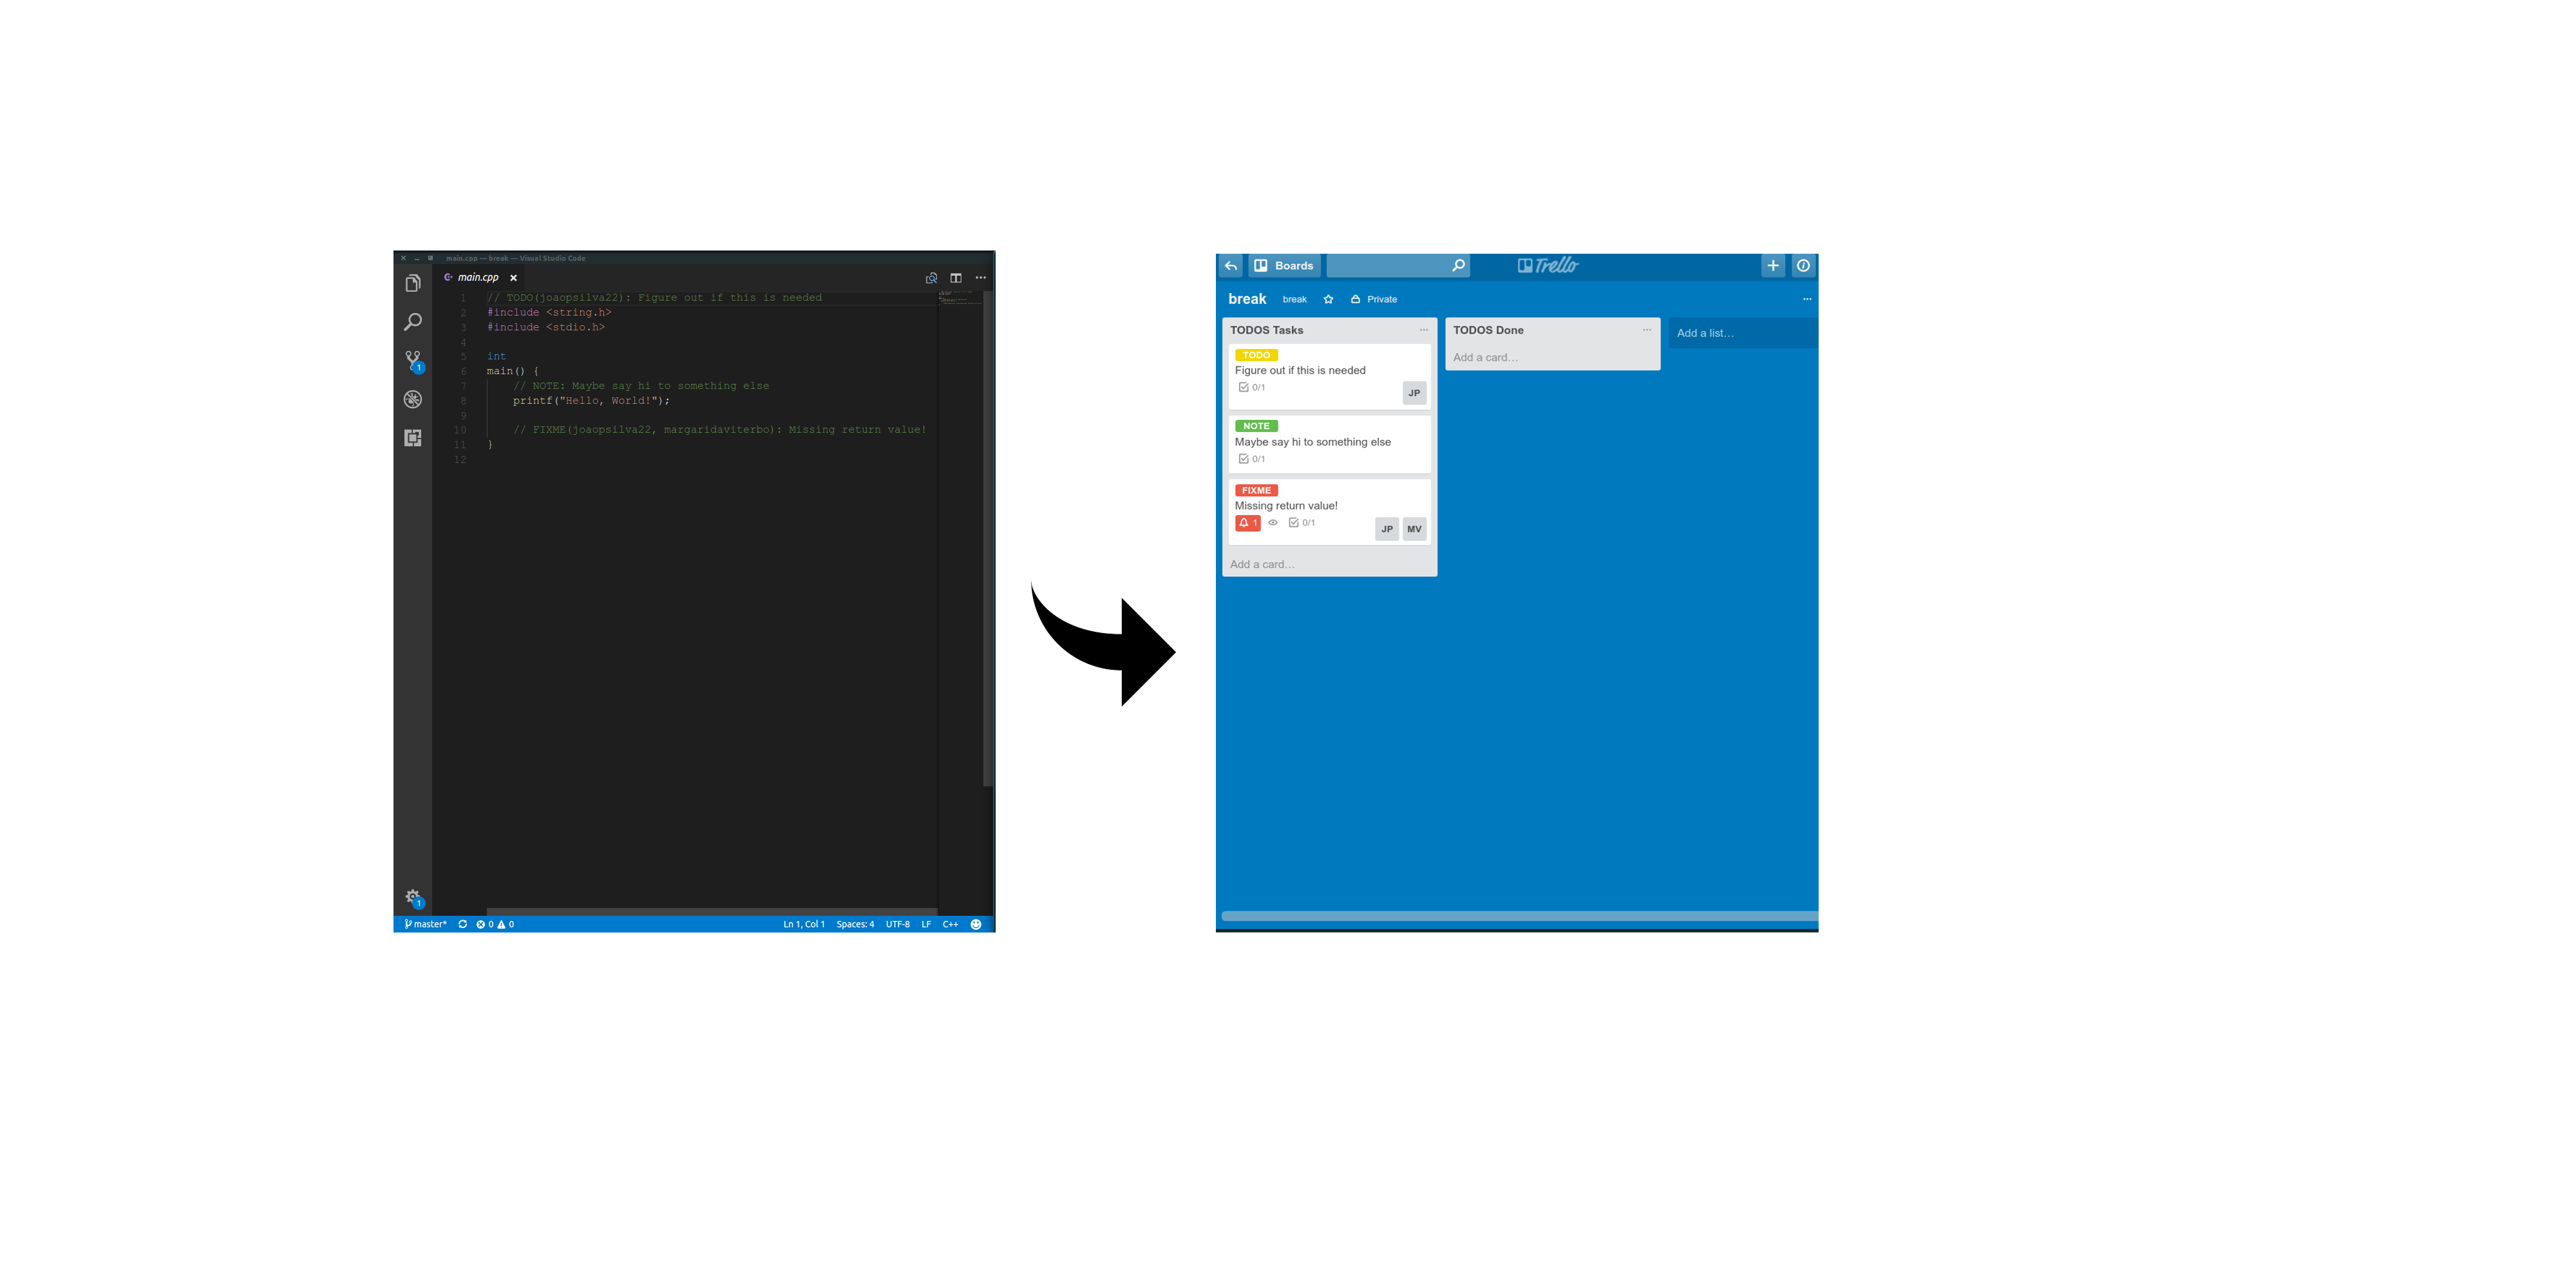 main.cpp — break — Visual Studio Code
main.cpp
1 // TODO(joaopsilva22): Figure out if this is needed
2 #include <string.h>
3 #include <stdio.h>
4
5 int
6 main() {
7 // NOTE: Maybe say hi to something else
8 printf("Hello, World!");
9
10 // FIXME(joaopsilva22, margaridaviterbo): Missing return value!
11 }
12
1
1
master* 0 0 Ln 1, Col 1 Spaces: 4 UTF-8 LF C++
Boards Trello
break break Private
TODOS Tasks
TODO
Figure out if this is needed
0/1
JP
NOTE
Maybe say hi to something else
0/1
FIXME
Missing return value!
1 0/1
JP MV
Add a card...
TODOS Done
Add a card...
Add a list...